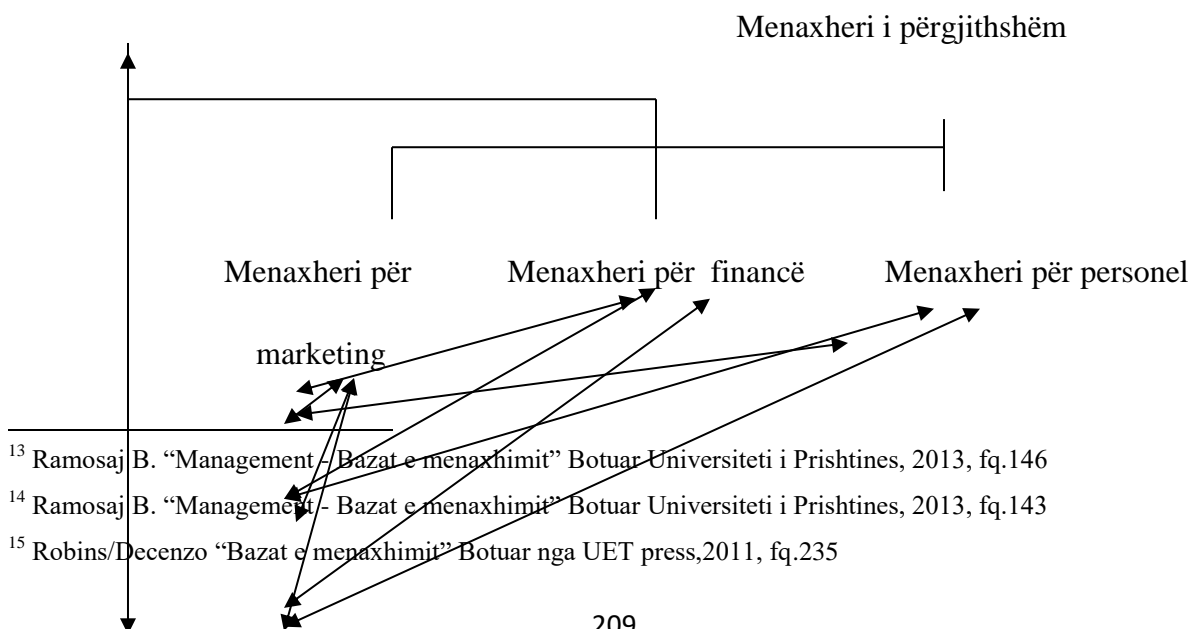 Menaxheri i përgjithshëm
Menaxheri për Menaxheri për financë Menaxheri për personel
marketing
13 Ramosaj B. “Management - Bazat e menaxhimit” Botuar Universiteti i Prishtines, 2013, fq.146
14 Ramosaj B. “Management - Bazat e menaxhimit” Botuar Universiteti i Prishtines, 2013, fq.143
15 Robins/Decenzo “Bazat e menaxhimit” Botuar nga UET press,2011, fq.235
209